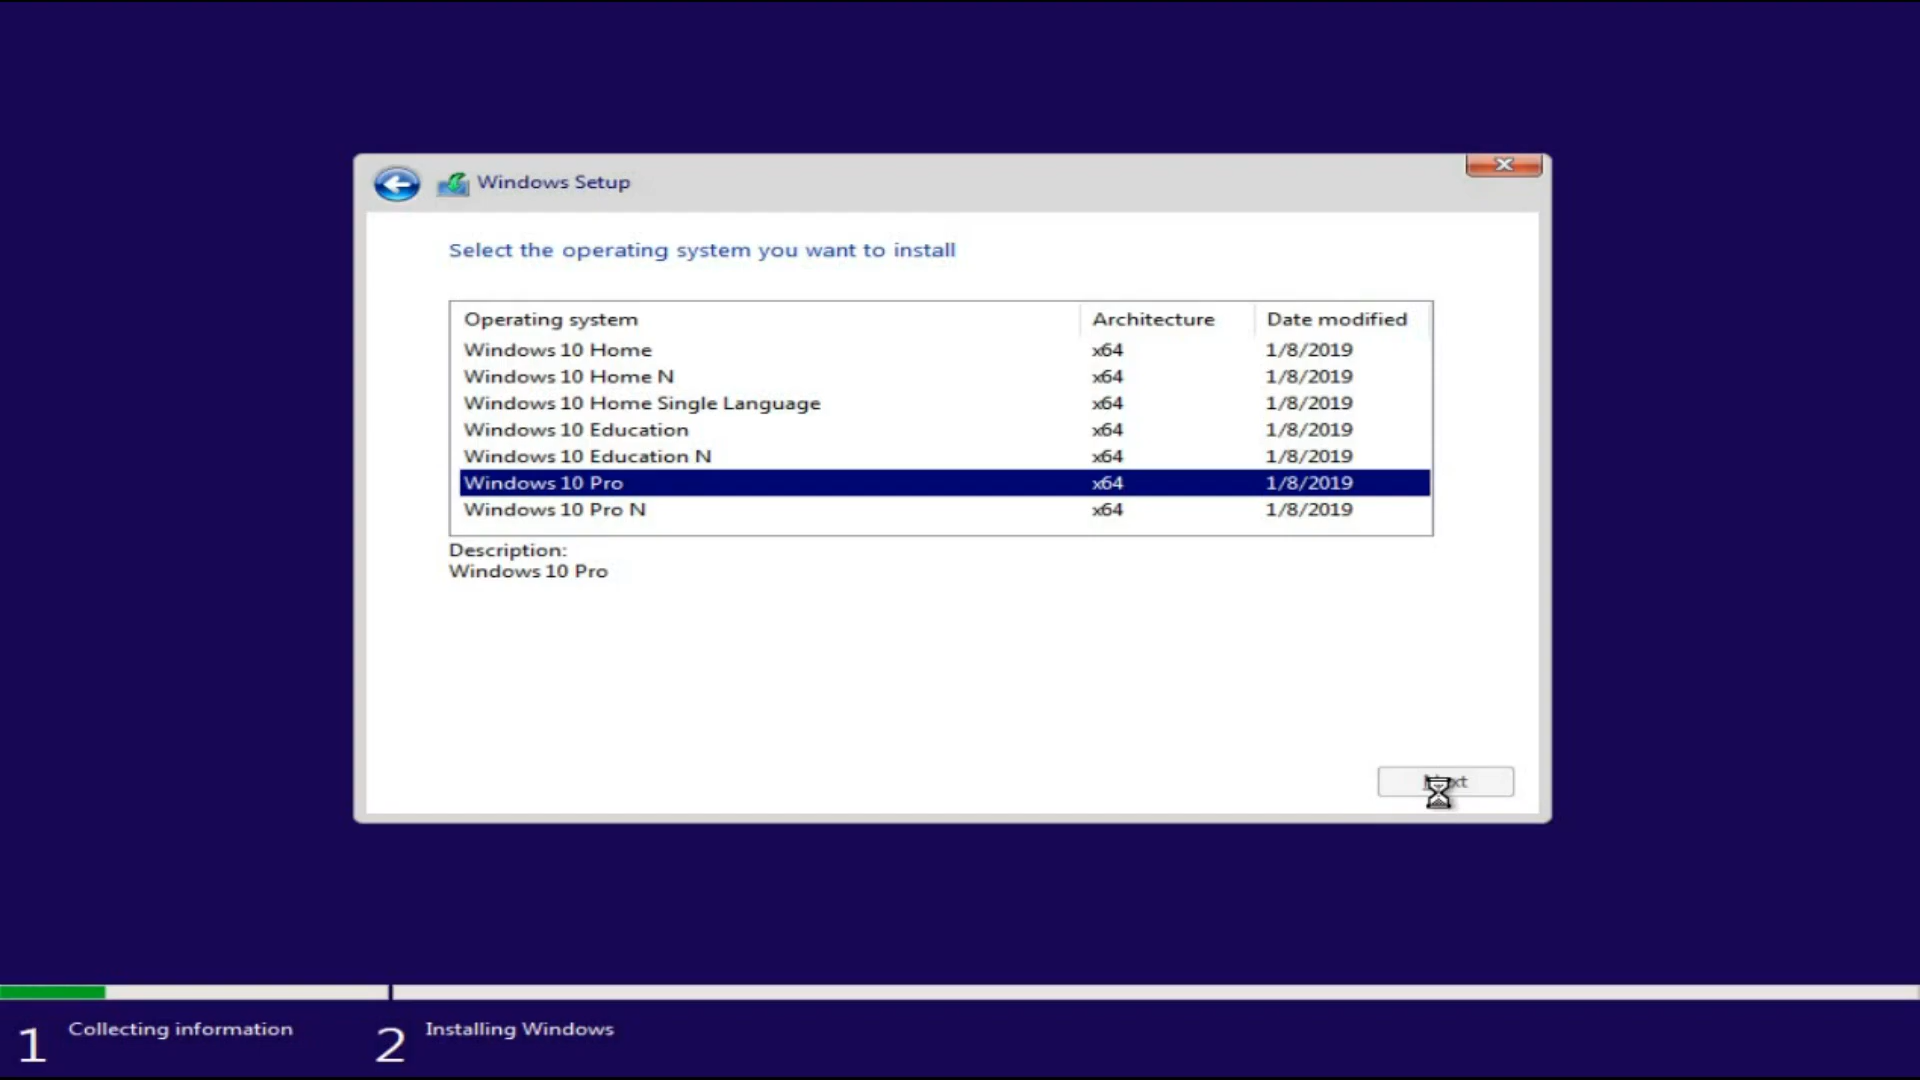 Windows Setup
Select the operating system you want to install
Operating system Architecture Date modified
Windows 10 Home x64 1/8/2019
Windows 10 Home N x64 1/8/2019
Windows 10 Home Single Language x64 1/8/2019
Windows 10 Education x64 1/8/2019
Windows 10 Education N x64 1/8/2019
Windows 10 Pro x64 1/8/2019
Windows 10 Pro N x64 1/8/2019
Description:
Windows 10 Pro
Next
1 Collecting information 2 Installing Windows